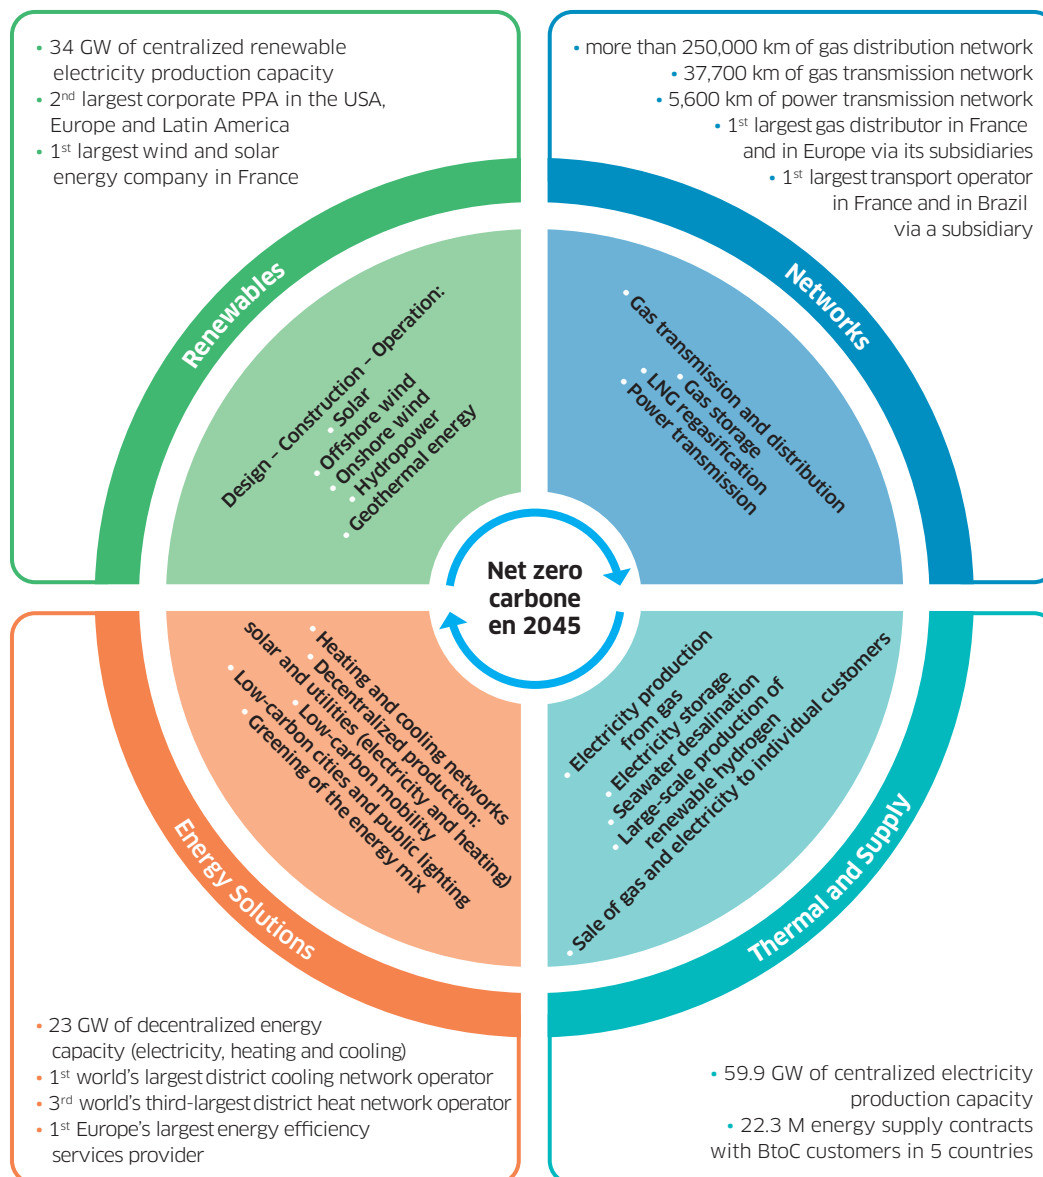 • 34 GW of centralized renewable
electricity production capacity
• 2nd largest corporate PPA in the USA,
Europe and Latin America
• 1st largest wind and solar
energy company in France
• more than 250,000 km of gas distribution network
• 37,700 km of gas transmission network
• 5,600 km of power transmission network
• 1st largest gas distributor in France
and in Europe via its subsidiaries
• 1st largest transport operator
in France and in Brazil
via a subsidiary
Renewables
Design – Construction – Operation:
• Solar
• Offshore wind
• Onshore wind
• Hydropower
• Geothermal energy
Networks
• Gas transmission and distribution
• Gas storage
• LNG regasification
• Power transmission
Net zero
carbone
en 2045
Energy Solutions
• Heating and cooling networks
• Decentralized production:
solar and utilities (electricity and heating)
• Low-carbon mobility
• Low-carbon cities and public lighting
• Greening of the energy mix
Thermal and Supply
• Electricity production
from gas
• Electricity storage
• Seawater desalination
• Large-scale production of
renewable hydrogen
• Sale of gas and electricity to individual customers
• 23 GW of decentralized energy
capacity (electricity, heating and cooling)
• 1st world's largest district cooling network operator
• 3rd world's third-largest district heat network operator
• 1st Europe's largest energy efficiency
services provider
• 59.9 GW of centralized electricity
production capacity
• 22.3 M energy supply contracts
with BtoC customers in 5 countries